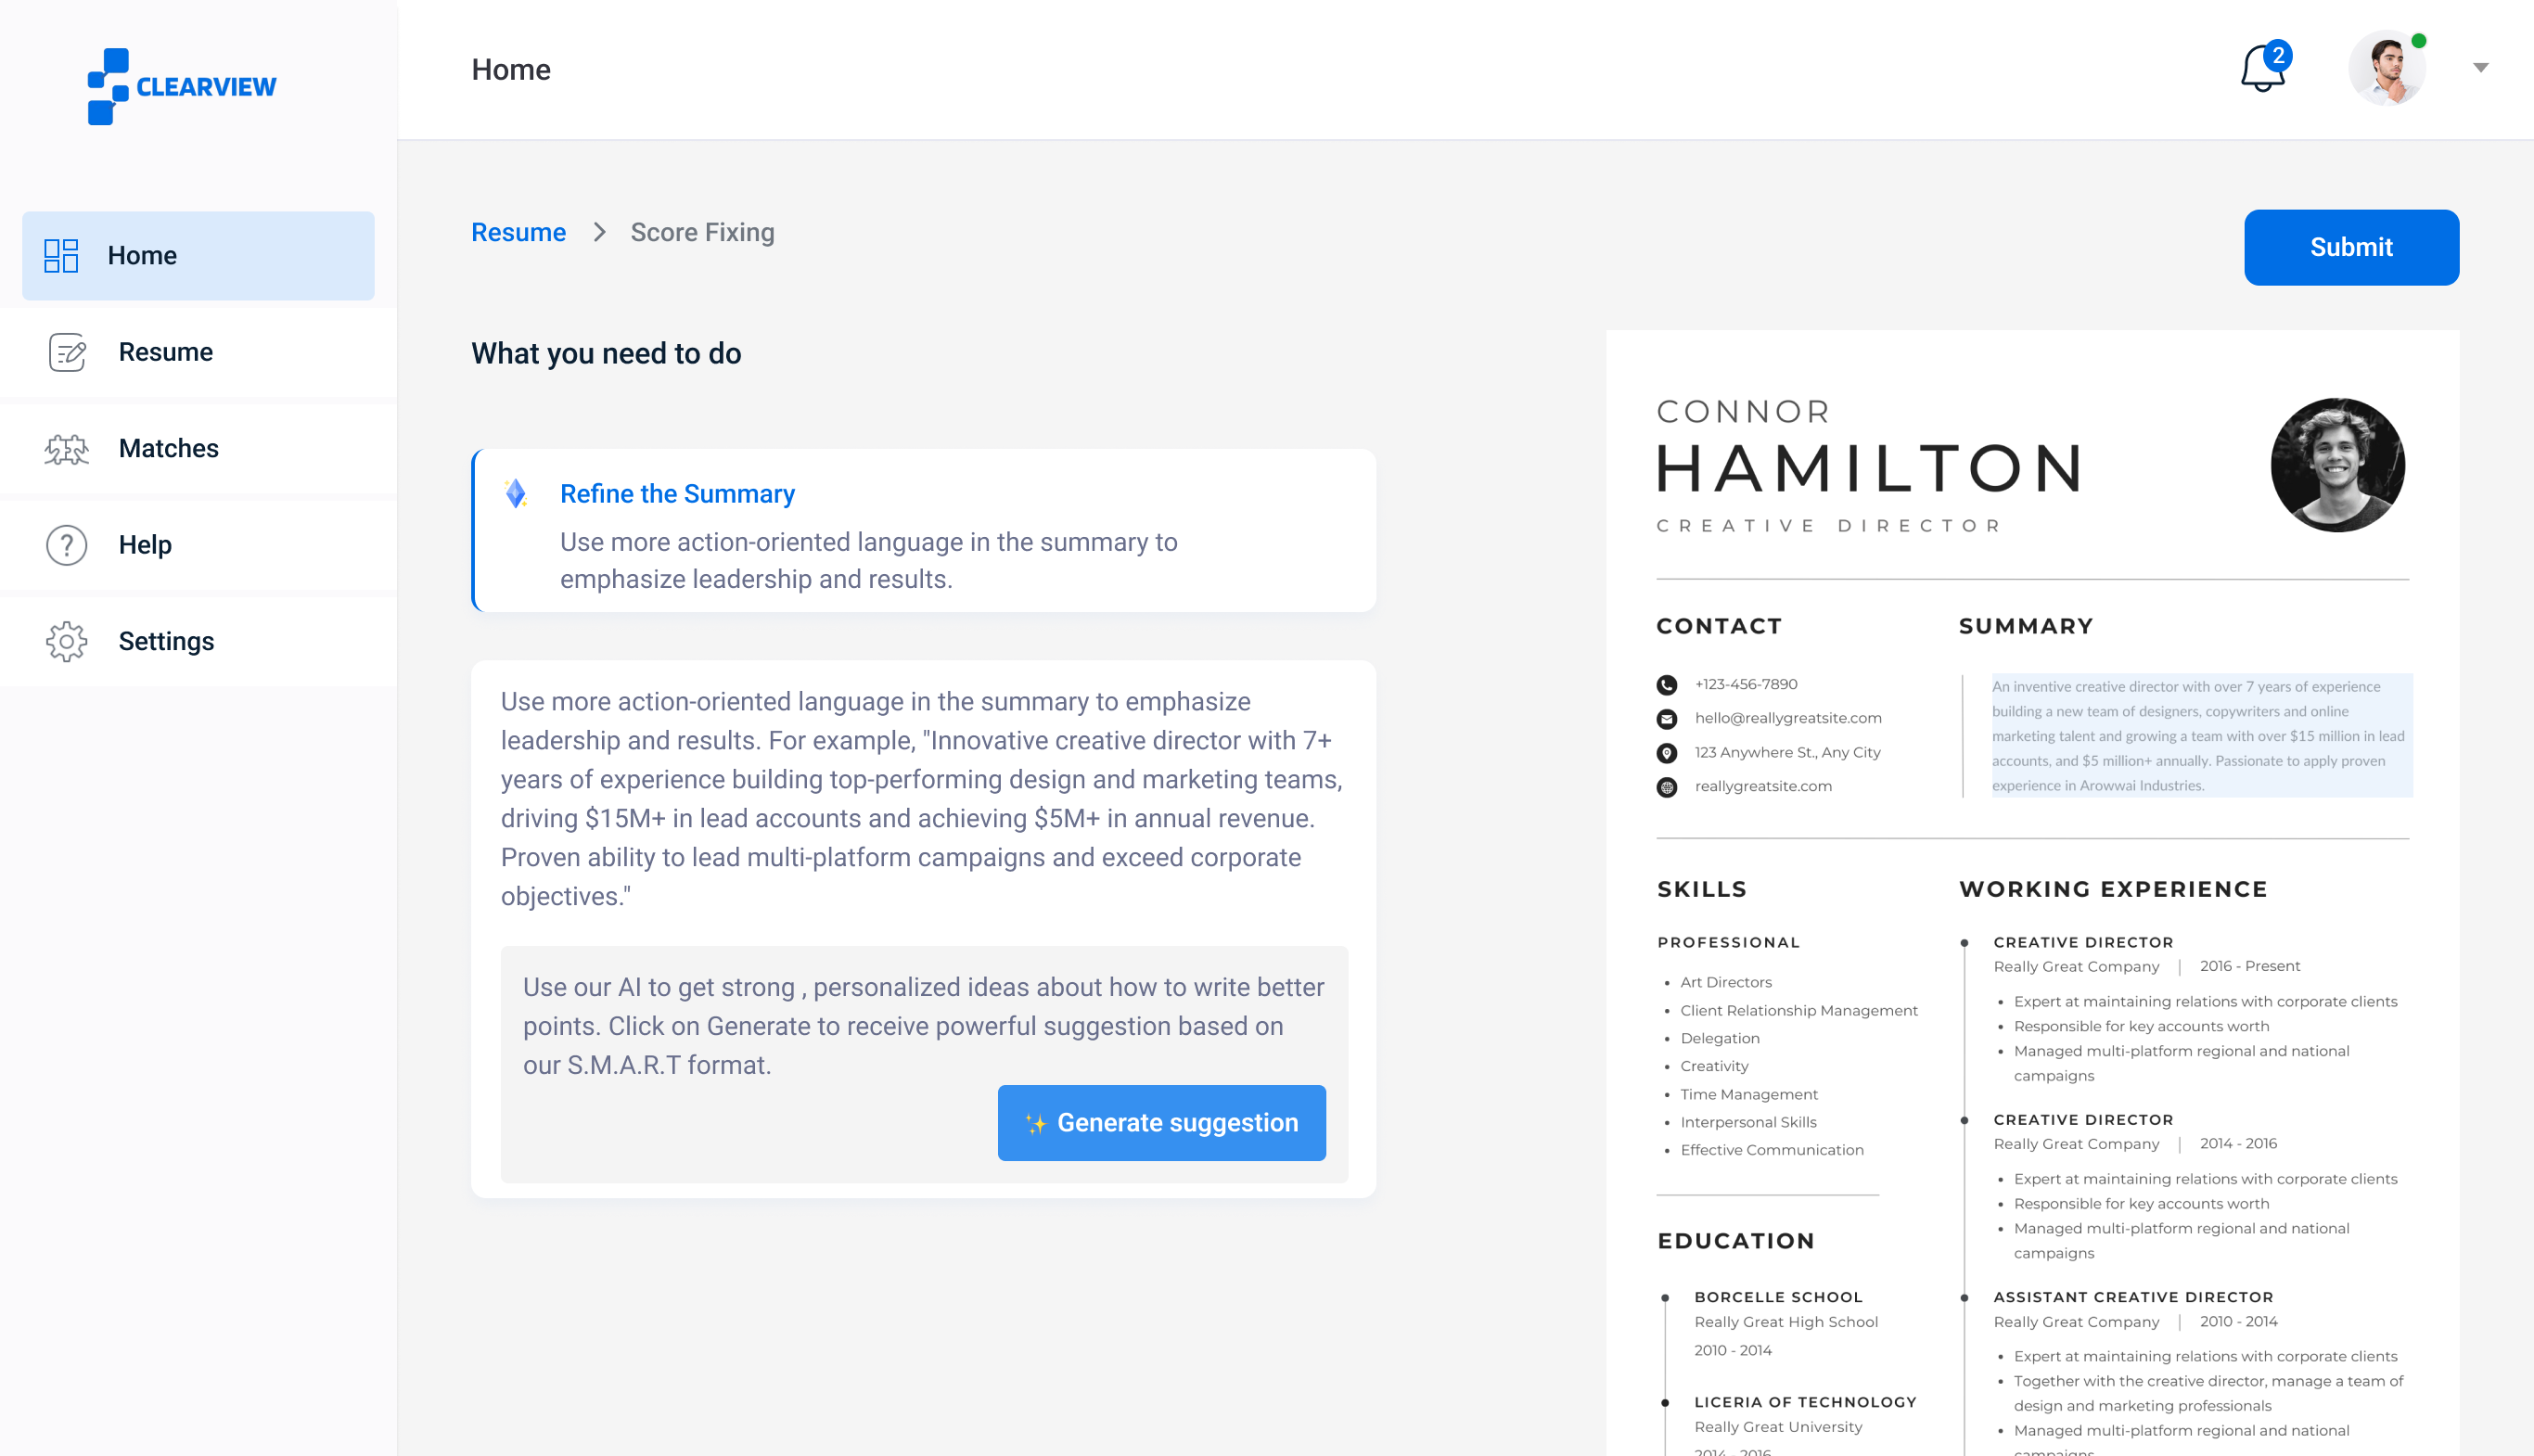 CLEARVIEW
Home
2
Home
Resume
Matches
Help
Settings
Resume > Score Fixing
Submit
What you need to do
Refine the Summary
Use more action-oriented language in the summary to
emphasize leadership and results.
Use more action-oriented language in the summary to emphasize
leadership and results. For example, "Innovative creative director with 7+
years of experience building top-performing design and marketing teams,
driving $15M+ in lead accounts and achieving $5M+ in annual revenue.
Proven ability to lead multi-platform campaigns and exceed corporate
objectives."
Use our AI to get strong , personalized ideas about how to write better
points. Click on Generate to receive powerful suggestion based on
our S.M.A.R.T format.
Generate suggestion
CONNOR
HAMILTON
CREATIVE DIRECTOR
CONTACT
+123-456-7890
hello@reallygreatsite.com
123 Anywhere St., Any City
reallygreatsite.com
SUMMARY
An inventive creative director with over 7 years of experience
building a new team of designers, copywriters and online
marketing talent and growing a team with over $15 million in lead
accounts, and $5 million+ annually. Passionate to apply proven
experience in Arowwai Industries.
SKILLS
PROFESSIONAL
• Art Directors
• Client Relationship Management
• Delegation
• Creativity
• Time Management
• Interpersonal Skills
• Effective Communication
EDUCATION
BORCELLE SCHOOL
Really Great High School
2010 - 2014
LICERIA OF TECHNOLOGY
Really Great University
2014 - 2016
WORKING EXPERIENCE
CREATIVE DIRECTOR
Really Great Company | 2016 - Present
• Expert at maintaining relations with corporate clients
• Responsible for key accounts worth
• Managed multi-platform regional and national
campaigns
CREATIVE DIRECTOR
Really Great Company | 2014 - 2016
• Expert at maintaining relations with corporate clients
• Responsible for key accounts worth
• Managed multi-platform regional and national
campaigns
ASSISTANT CREATIVE DIRECTOR
Really Great Company | 2010 - 2014
• Expert at maintaining relations with corporate clients
• Together with the creative director, manage a team of
design and marketing professionals
• Managed multi-platform regional and national
campaigns